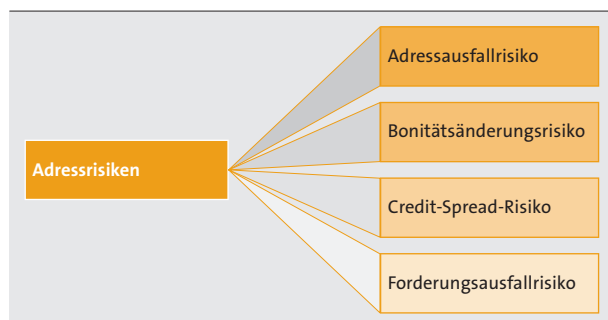 Adressausfallrisiko
Bonitätsänderungsrisiko
Adressrisiken
Credit-Spread-Risiko
Forderungsausfallrisiko